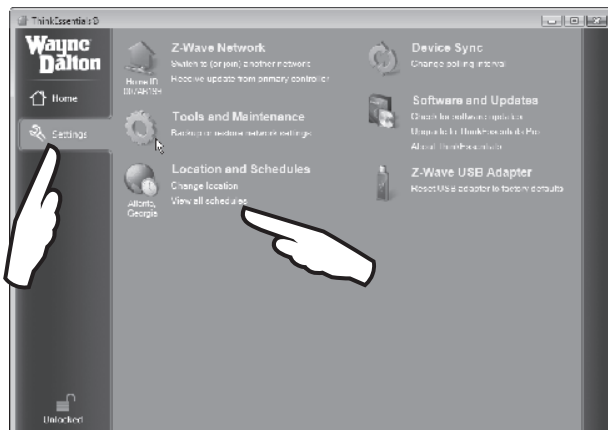 ThinkEssentials
Wayne
Dalton
Home
Settings
Unlocked
Z-Wave Network
Switch to (or join) another network
Receive update from primary controller
Home ID
Tools and Maintenance
Backup or restore network settings
Location and Schedules
Change location
View all schedules
Atlanta,
Georgia
Device Sync
Change polling interval
Software and Updates
Check for software updates
Upgrade to ThinkEssentials Pro
About ThinkEssentials
Z-Wave USB Adapter
Reset USB adapter to factory defaults